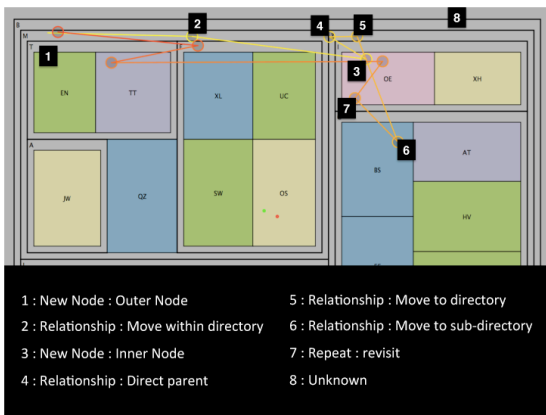 B
8
2
4
5
M
T
F
1
3
EN
TT
XL
UC
OE
XH
7
6
A
AT
BS
JW
QZ
SW
OS
HV
1 : New Node : Outer Node
2 : Relationship : Move within directory
3 : New Node : Inner Node
4 : Relationship : Direct parent
5 : Relationship : Move to directory
6 : Relationship : Move to sub-directory
7 : Repeat : revisit
8 : Unknown